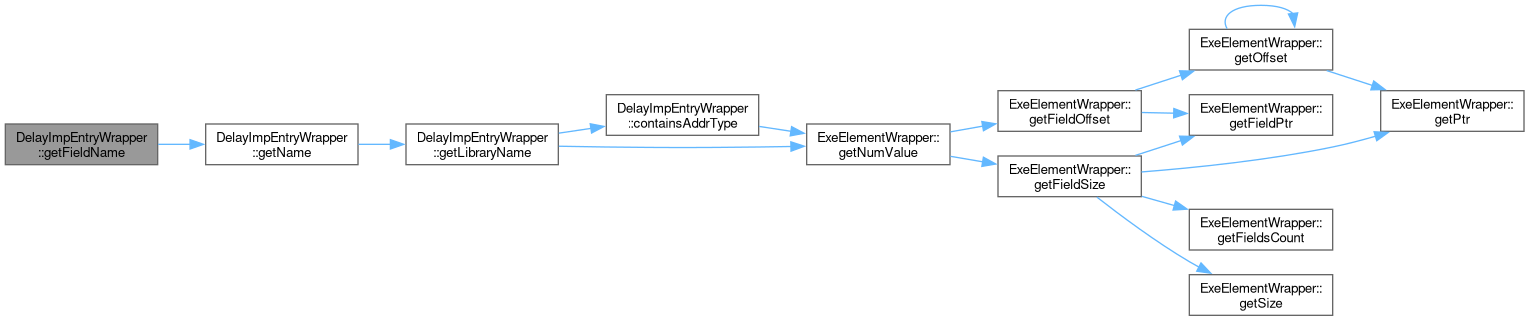 DelayImpEntryWrapper
::getFieldName
DelayImpEntryWrapper
::getName
DelayImpEntryWrapper
::getLibraryName
DelayImpEntryWrapper
::containsAddrType
ExeElementWrapper::
getNumValue
ExeElementWrapper::
getFieldOffset
ExeElementWrapper::
getFieldSize
ExeElementWrapper::
getOffset
ExeElementWrapper::
getFieldPtr
ExeElementWrapper::
getFieldsCount
ExeElementWrapper::
getSize
ExeElementWrapper::
getPtr